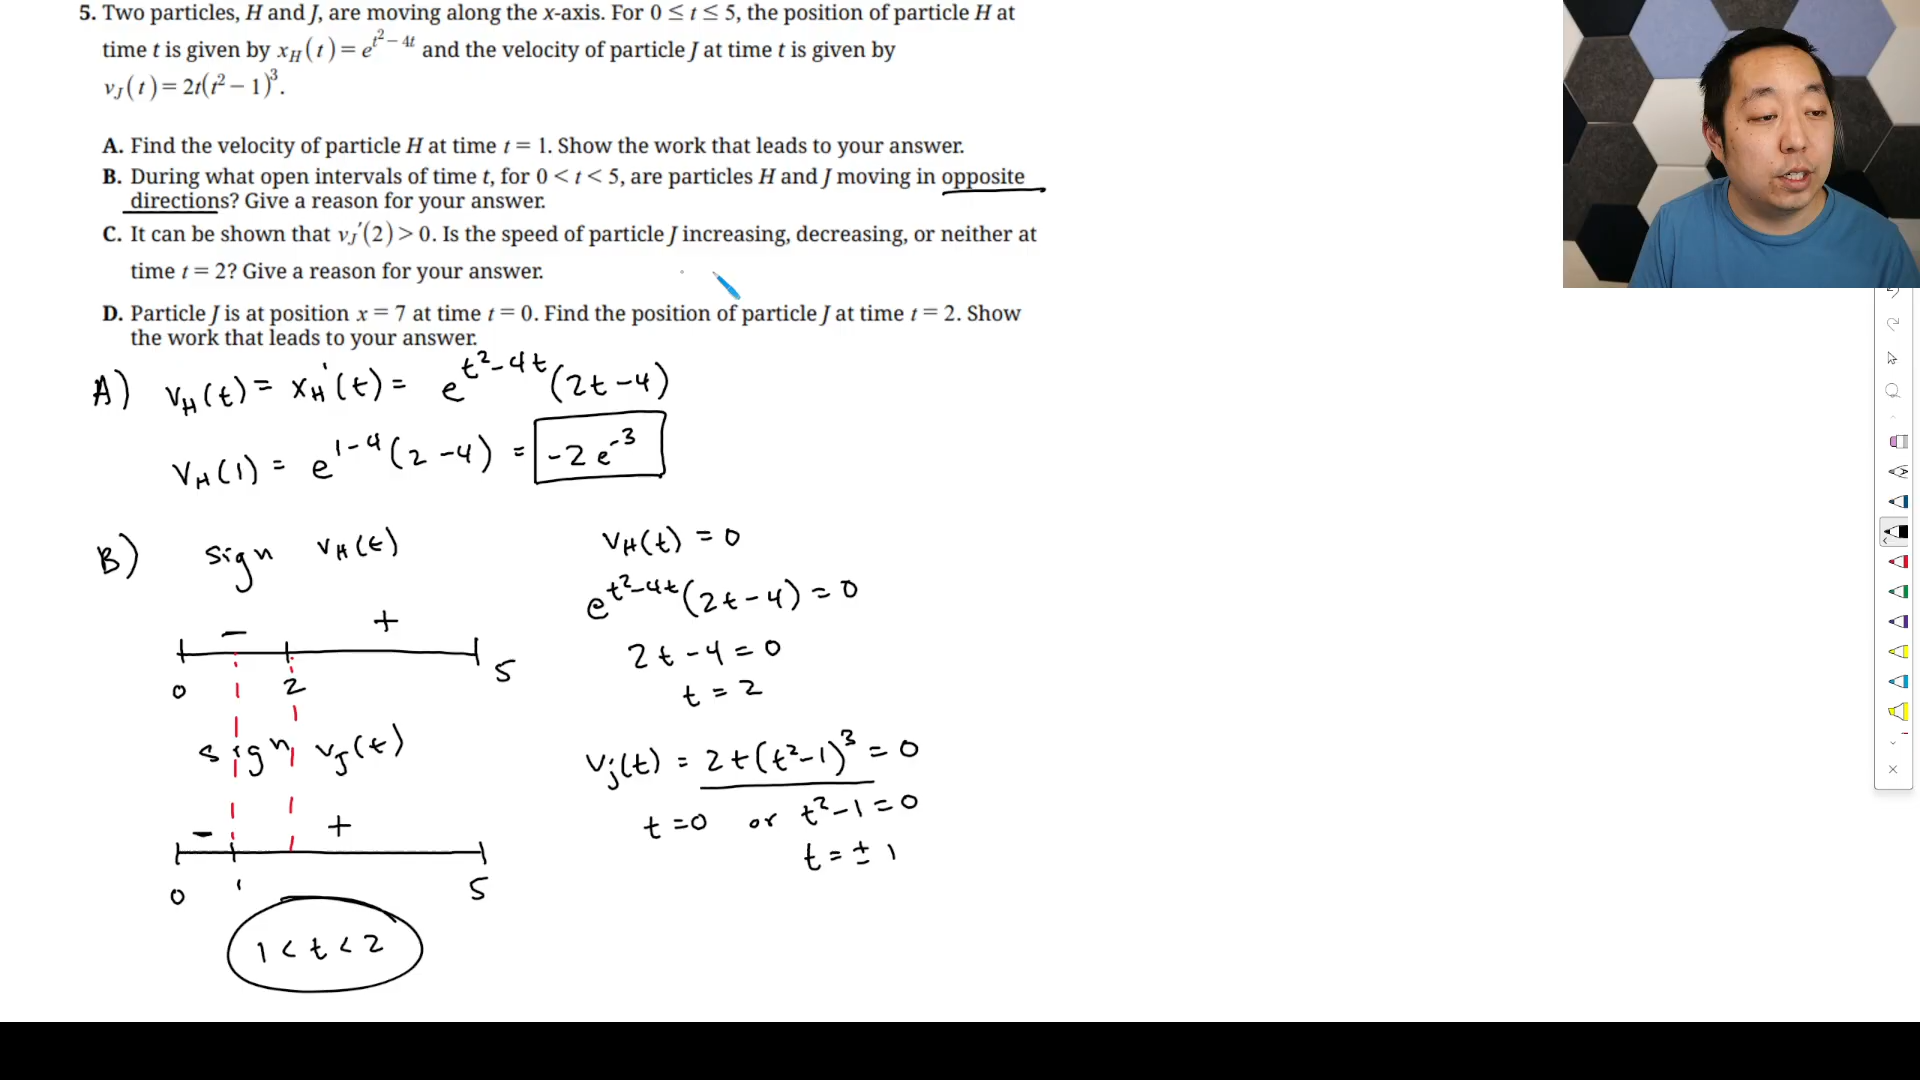 5. Two particles, H and J, are moving along the x-axis. For 0 ≤ t ≤ 5, the position of particle H at
time t is given by x_H(t) = e^{t² − 4t} and the velocity of particle J at time t is given by
v_J(t) = 2t(t² − 1)³.
A. Find the velocity of particle H at time t = 1. Show the work that leads to your answer.
B. During what open intervals of time t, for 0 < t < 5, are particles H and J moving in opposite
directions? Give a reason for your answer.
C. It can be shown that v_J′(2) > 0. Is the speed of particle J increasing, decreasing, or neither at
time t = 2? Give a reason for your answer.
D. Particle J is at position x = 7 at time t = 0. Find the position of particle J at time t = 2. Show
the work that leads to your answer.
A) v_H(t) = x_H'(t) = e^{t²−4t}(2t−4)
v_H(1) = e^{1−4}(2−4) = −2e^{−3}
B) sign v_H(t)
− +
0 2 5
sign v_J(t)
− +
0 1 5
1 < t < 2
v_H(t) = 0
e^{t²−4t}(2t−4) = 0
2t−4 = 0
t = 2
v_j(t) = 2t(t²−1)³ = 0
t = 0 or t²−1 = 0
t = ± 1